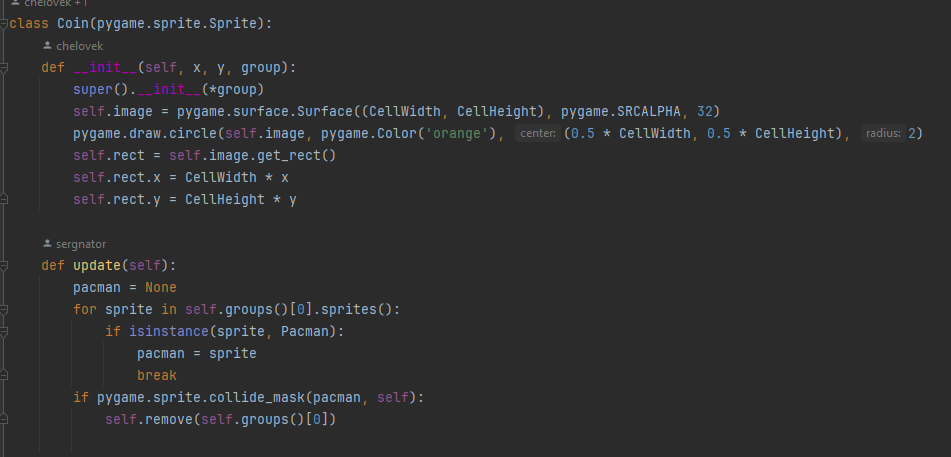 chelovek +1
class Coin(pygame.sprite.Sprite):
chelovek
def __init__(self, x, y, group):
super().__init__(*group)
self.image = pygame.surface.Surface((CellWidth, CellHeight), pygame.SRCALPHA, 32)
pygame.draw.circle(self.image, pygame.Color('orange'), center: (0.5 * CellWidth, 0.5 * CellHeight), radius: 2)
self.rect = self.image.get_rect()
self.rect.x = CellWidth * x
self.rect.y = CellHeight * y
sergnator
def update(self):
pacman = None
for sprite in self.groups()[0].sprites():
if isinstance(sprite, Pacman):
pacman = sprite
break
if pygame.sprite.collide_mask(pacman, self):
self.remove(self.groups()[0])